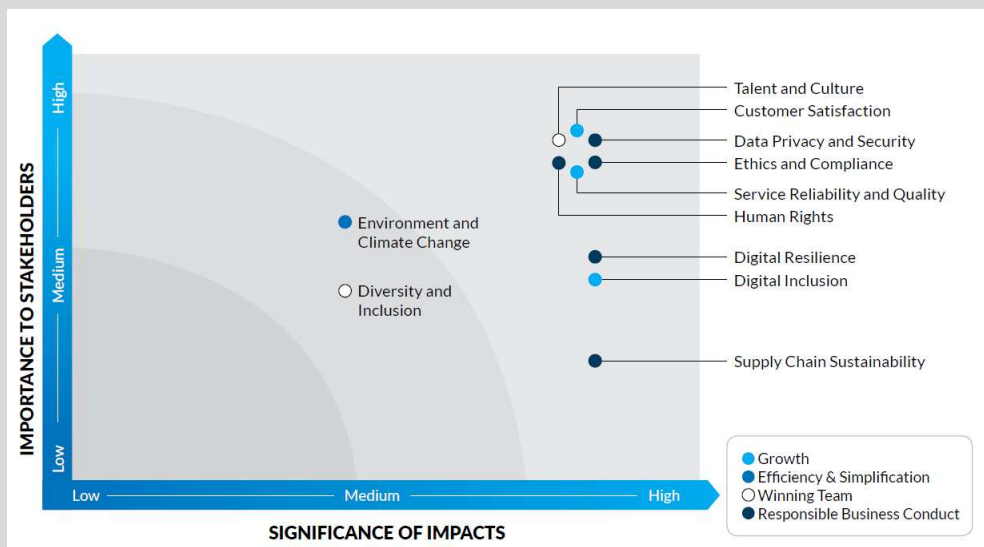 IMPORTANCE TO STAKEHOLDERS
High
Medium
Low
Talent and Culture
Customer Satisfaction
Data Privacy and Security
Ethics and Compliance
Service Reliability and Quality
Human Rights
Environment and
Climate Change
Digital Resilience
Digital Inclusion
Diversity and
Inclusion
Supply Chain Sustainability
Growth
Efficiency & Simplification
Winning Team
Responsible Business Conduct
Low
Medium
High
SIGNIFICANCE OF IMPACTS